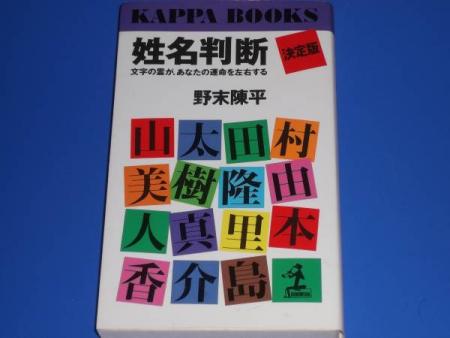 KAPPA BOOKS
姓名判断
決定版
文字の霊が、あなたの運命を左右する
野末陳平
山太田村
美樹隆由
人真里本
香介島